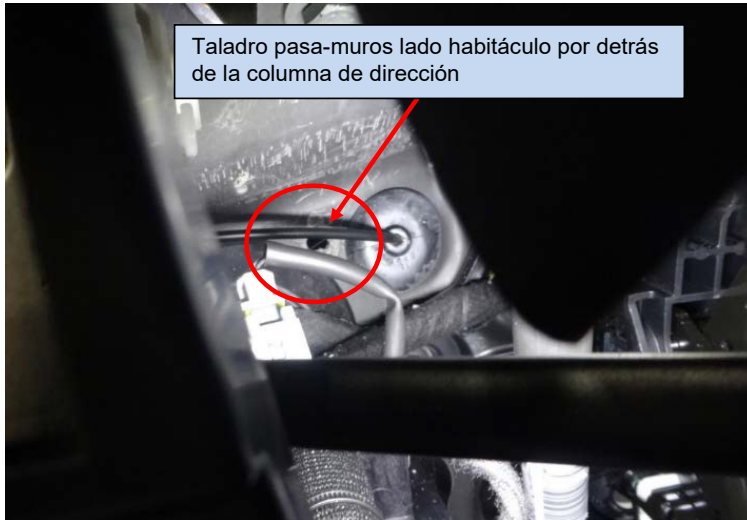 Taladro pasa-muros lado habitáculo por detrás
de la columna de dirección